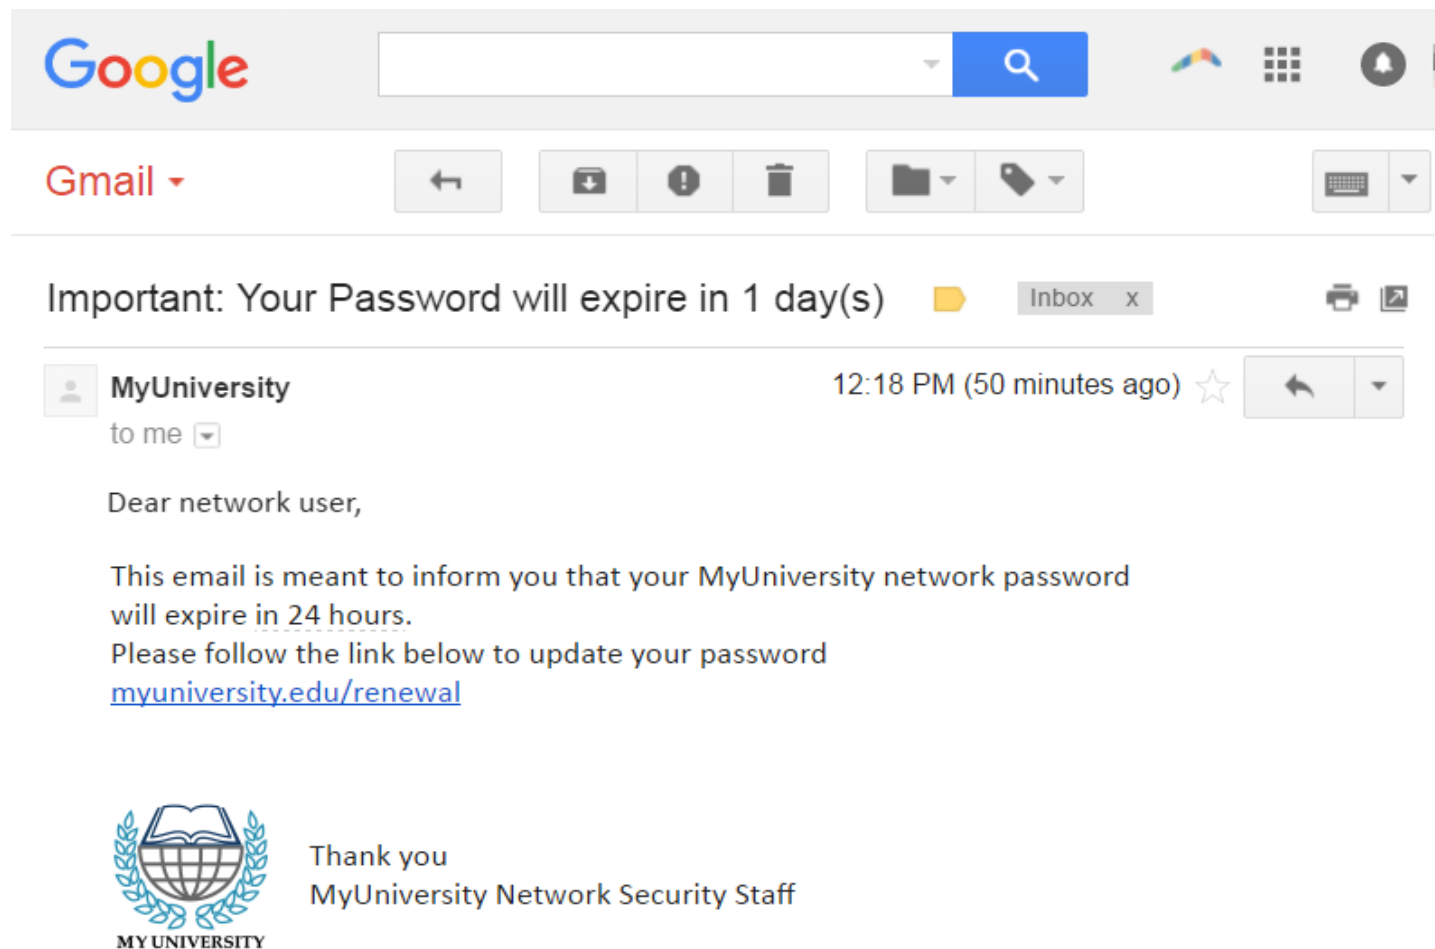 Google
Gmail
Important: Your Password will expire in 1 day(s) Inbox x
MyUniversity 12:18 PM (50 minutes ago)
to me
Dear network user,
This email is meant to inform you that your MyUniversity network password
will expire in 24 hours.
Please follow the link below to update your password
myuniversity.edu/renewal
Thank you
MyUniversity Network Security Staff
MY UNIVERSITY